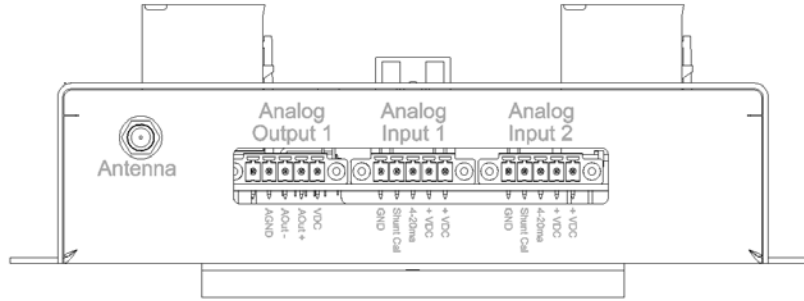 Analog
Output 1
Analog
Input 1
Analog
Input 2
Antenna
AGND
AOut -
AOut +
VDC
GND
Shunt Cal
4-20ma
+ VDC
+ VDC
GND
Shunt Cal
4-20ma
+ VDC
+ VDC